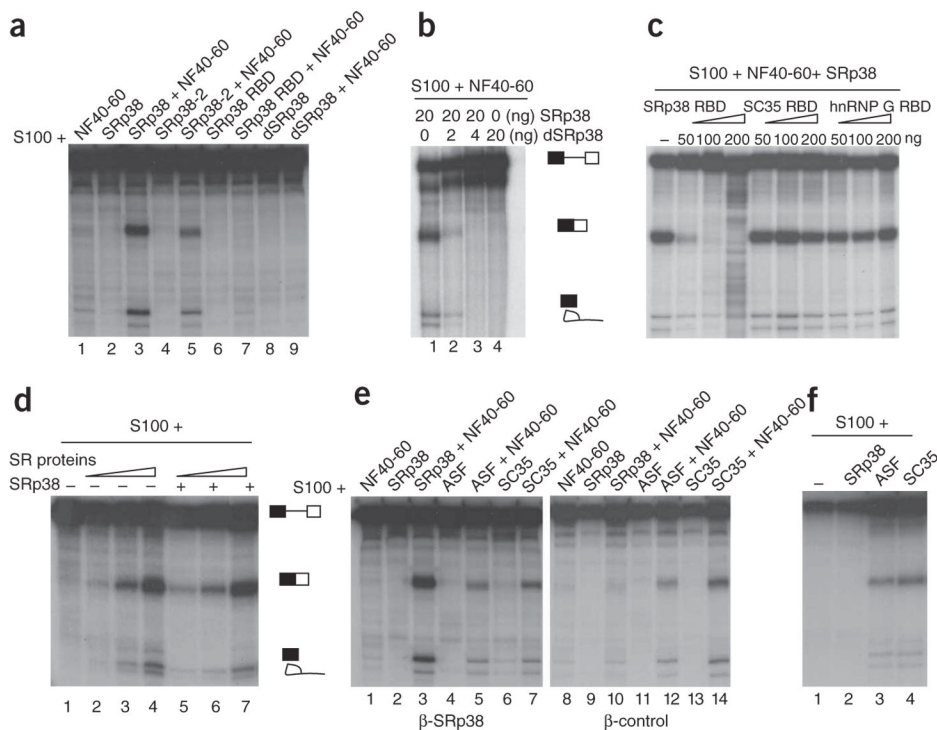 a
S100 +
NF40-60
SRp38
SRp38 + NF40-60
SRp38-2
SRp38-2 + NF40-60
SRp38 RBD
SRp38 RBD + NF40-60
dSRp38
dSRp38 + NF40-60
1 2 3 4 5 6 7 8 9
b
S100 + NF40-60
20 20 20 0 (ng) SRp38
0 2 4 20 (ng) dSRp38
1 2 3 4
c
S100 + NF40-60+ SRp38
SRp38 RBD SC35 RBD hnRNP G RBD
– 50 100 200 50 100 200 50 100 200 ng
d
S100 +
SR proteins
SRp38 – – – – + + +
1 2 3 4 5 6 7
e
S100 +
NF40-60
SRp38
SRp38 + NF40-60
ASF
ASF + NF40-60
SC35
SC35 + NF40-60
NF40-60
SRp38
SRp38 + NF40-60
ASF
ASF + NF40-60
SC35
SC35 + NF40-60
1 2 3 4 5 6 7 8 9 10 11 12 13 14
β-SRp38 β-control
f
S100 +
–
SRp38
ASF
SC35
1 2 3 4